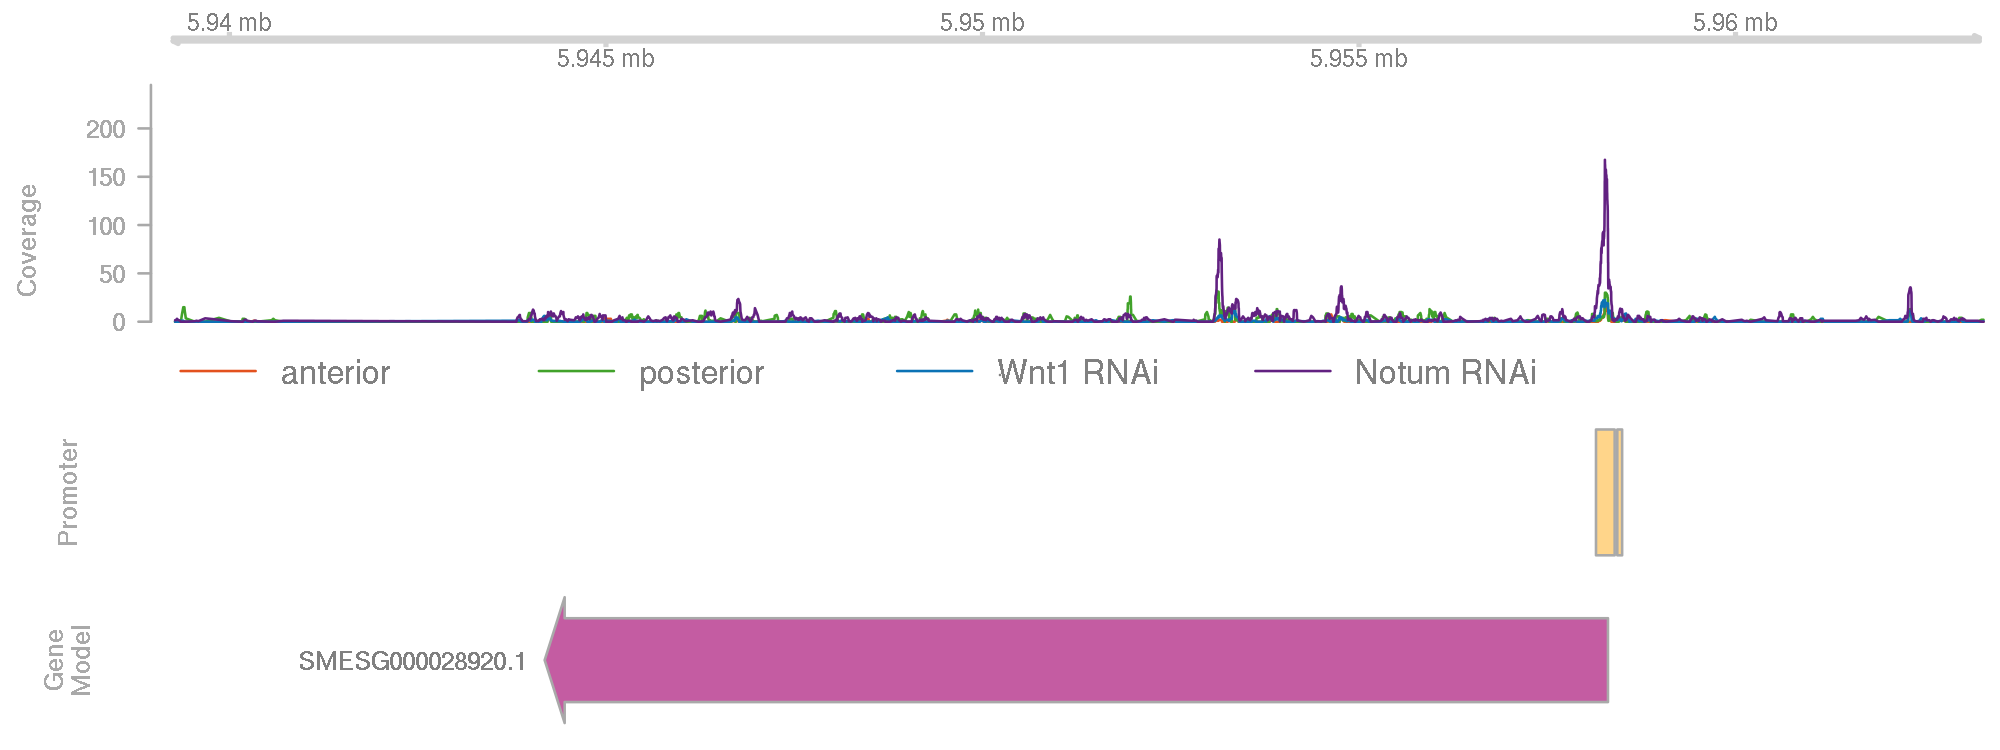 5.94 mb 5.95 mb 5.96 mb
5.945 mb 5.955 mb
Coverage
200
150
100
50
0
anterior posterior Wnt1 RNAi Notum RNAi
Promoter
Gene
Model
SMESG000028920.1